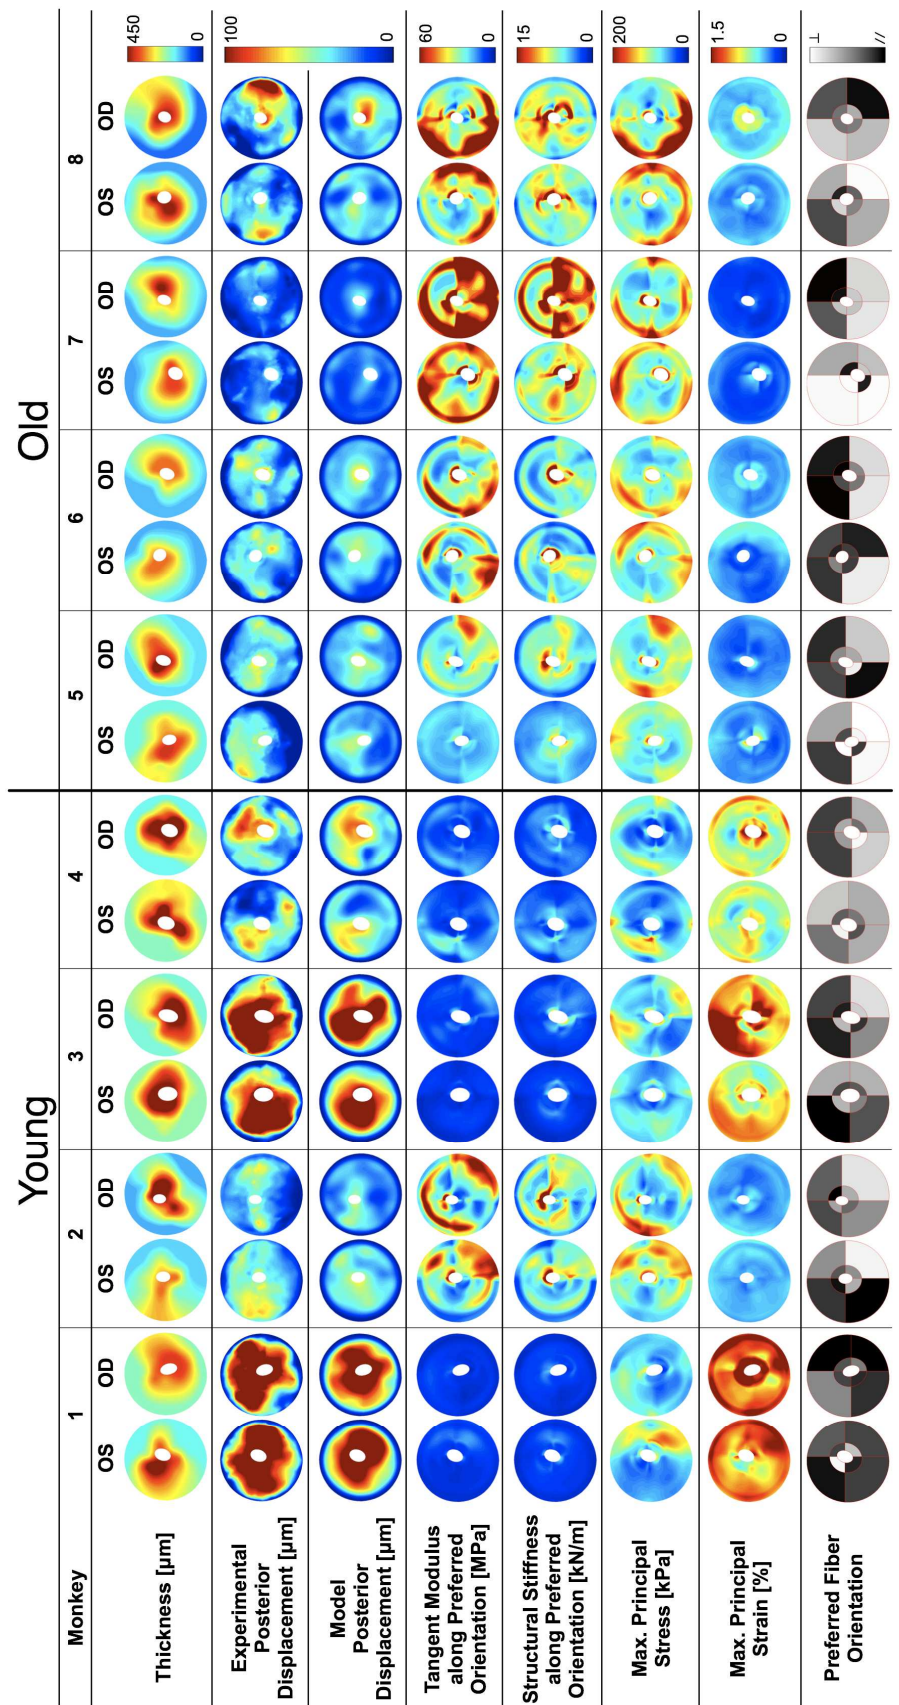 Young Old
Monkey 1 2 3 4 5 6 7 8
OS OD OS OD OS OD OS OD OS OD OS OD OS OD OS OD
Thickness [µm] 450 0
Experimental
Posterior
Displacement [µm]
100
Model
Posterior
Displacement [µm]
0
Tangent Modulus
along Preferred
Orientation [MPa]
60 0
Structural Stiffness
along Preferred
Orientation [kN/m]
15 0
Max. Principal
Stress [kPa]
200 0
Max. Principal
Strain [%]
1.5 0
Preferred Fiber
Orientation
⊥ //